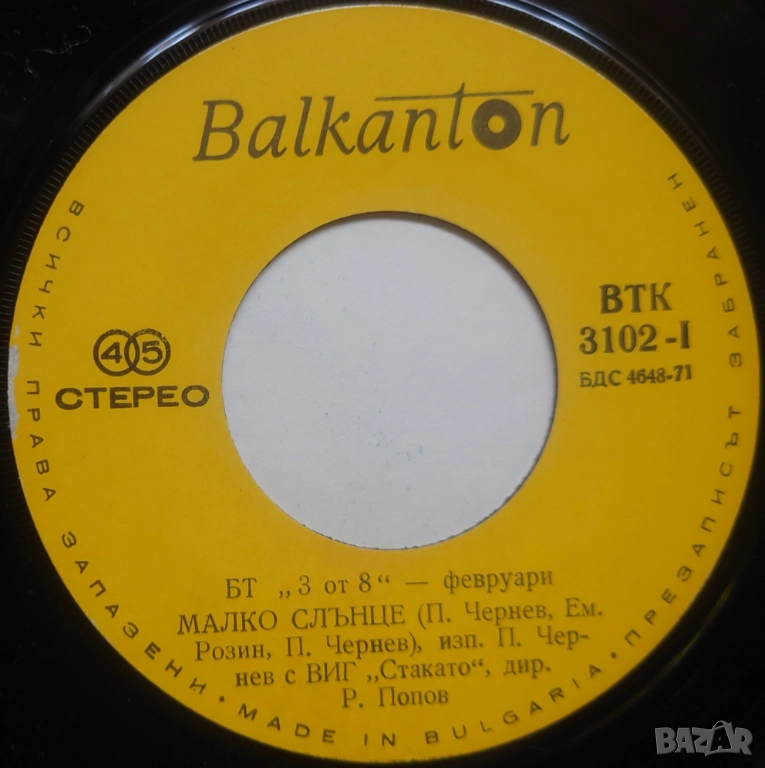 Balkanton
ВТК
3102-I
БДС 4648-71
45
СТЕРЕО
БТ „3 от 8“ — февруари
МАЛКО СЛЪНЦЕ (П. Чернев, Ем.
Розин, П. Чернев), изп. П. Чер-
нев с ВИГ „Стакато“, дир.
Р. Попов
ВСИЧКИ ПРАВА ЗАПАЗЕНИ • MADE IN BULGARIA • ПРЕЗАПИСЪТ ЗАБРАНЕН
BAZAR